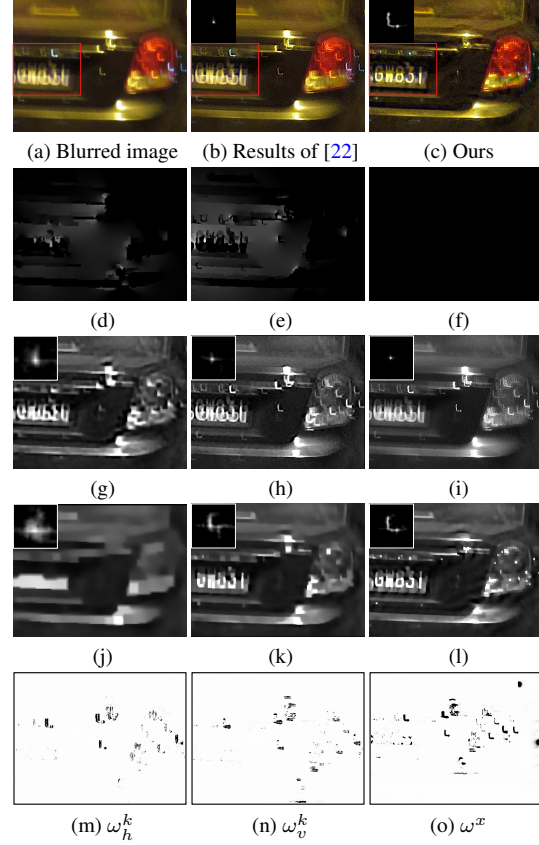 (a) Blurred image (b) Results of [22] (c) Ours
(d) (e) (f)
(g) (h) (i)
(j) (k) (l)
(m) ω_h^k (n) ω_v^k (o) ω^x